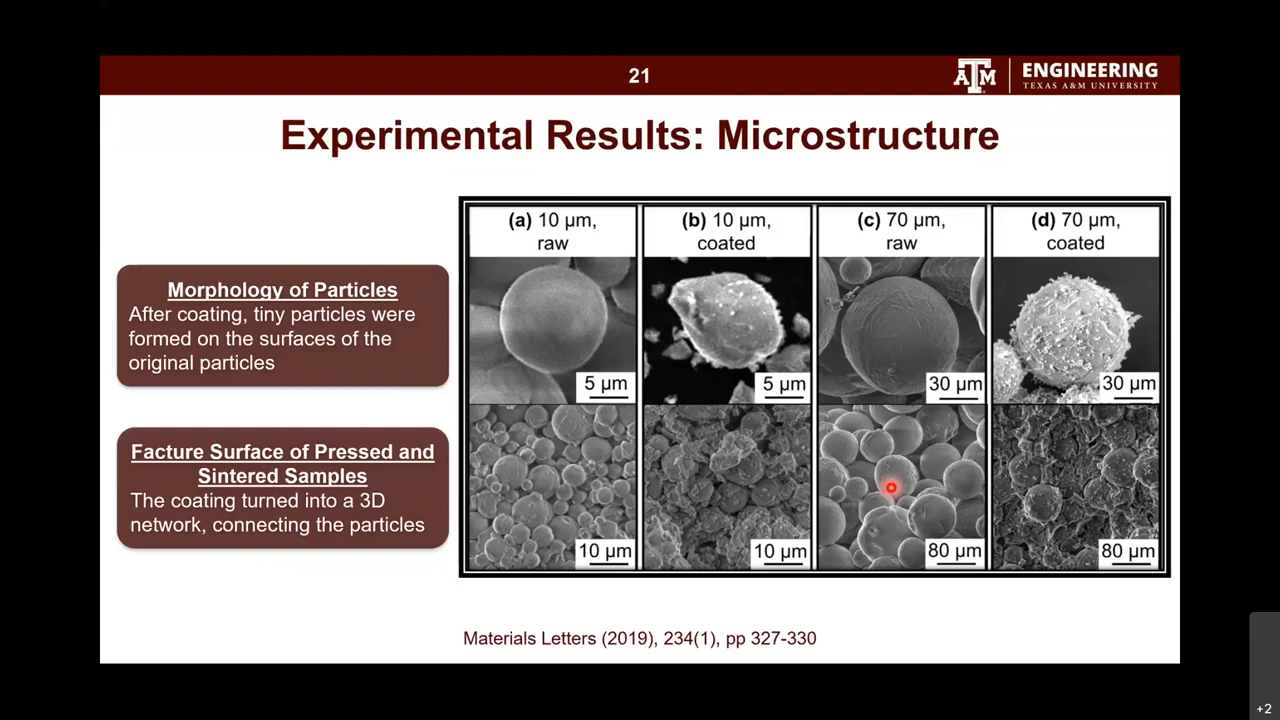 21
ATM
ENGINEERING
TEXAS A&M UNIVERSITY
Experimental Results: Microstructure
Morphology of Particles
After coating, tiny particles were
formed on the surfaces of the
original particles
Facture Surface of Pressed and
Sintered Samples
The coating turned into a 3D
network, connecting the particles
(a) 10 μm,
raw
(b) 10 μm,
coated
(c) 70 μm,
raw
(d) 70 μm,
coated
5 μm
5 μm
30 μm
30 μm
10 μm
10 μm
80 μm
80 μm
Materials Letters (2019), 234(1), pp 327-330
+2